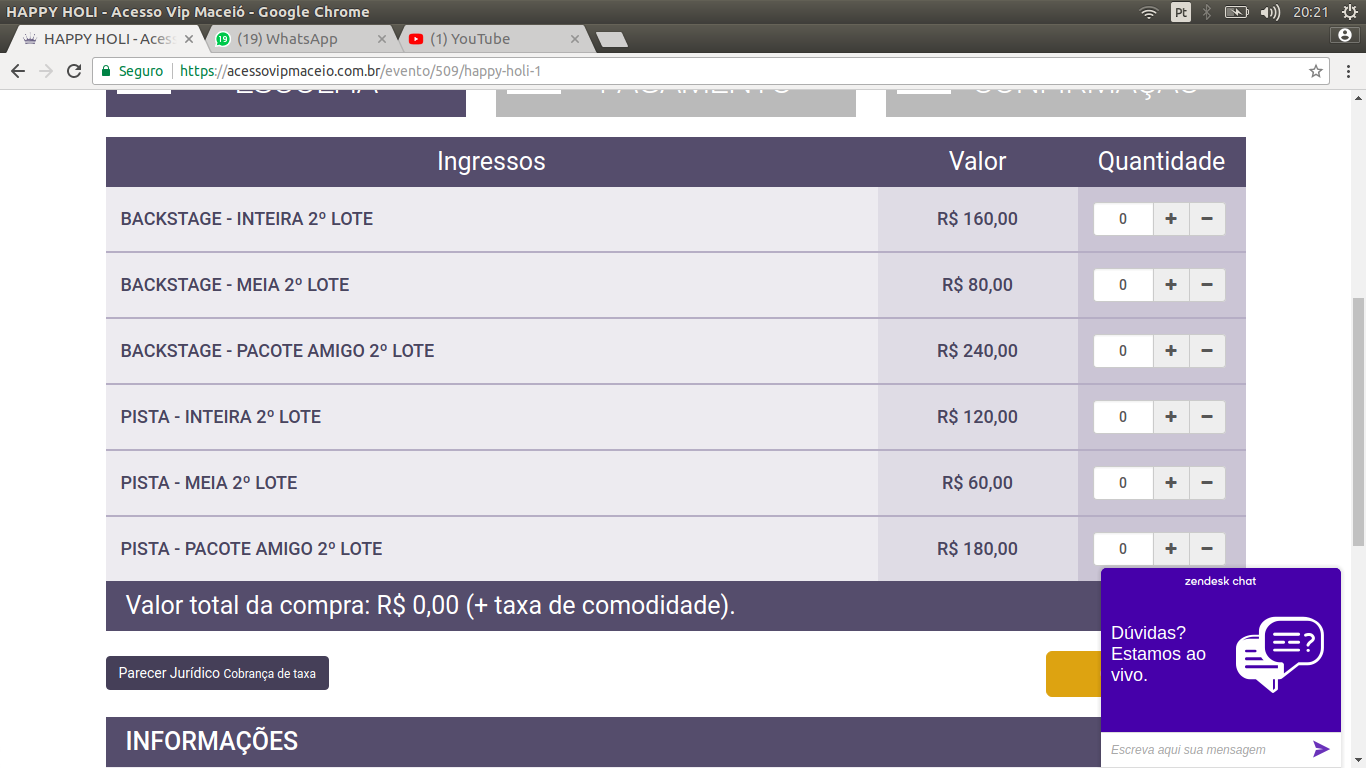 HAPPY HOLI - Acesso Vip Maceió - Google Chrome
Pt
20:21
HAPPY HOLI - Aces
(19) WhatsApp
(1) YouTube
Seguro
https://acessovipmaceio.com.br/evento/509/happy-holi-1
ESCOLHA
PAGAMENTO
CONFIRMAÇÃO
Ingressos Valor Quantidade
BACKSTAGE - INTEIRA 2º LOTE R$ 160,00 0 + −
BACKSTAGE - MEIA 2º LOTE R$ 80,00 0 + −
BACKSTAGE - PACOTE AMIGO 2º LOTE R$ 240,00 0 + −
PISTA - INTEIRA 2º LOTE R$ 120,00 0 + −
PISTA - MEIA 2º LOTE R$ 60,00 0 + −
PISTA - PACOTE AMIGO 2º LOTE R$ 180,00 0 + −
Valor total da compra: R$ 0,00 (+ taxa de comodidade).
Parecer Jurídico Cobrança de taxa
INFORMAÇÕES
zendesk chat
Dúvidas?
Estamos ao
vivo.
Escreva aqui sua mensagem